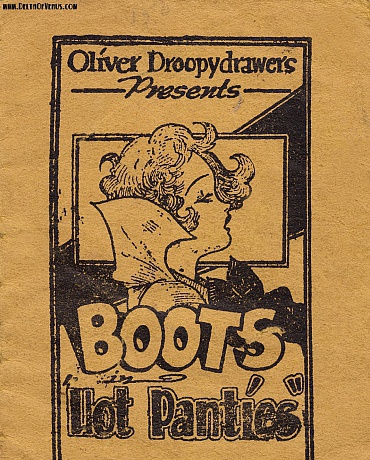 www.DeltaOfVenus.com
Oliver Droopydrawers
Presents
BOOTS
in
"Hot Panties"